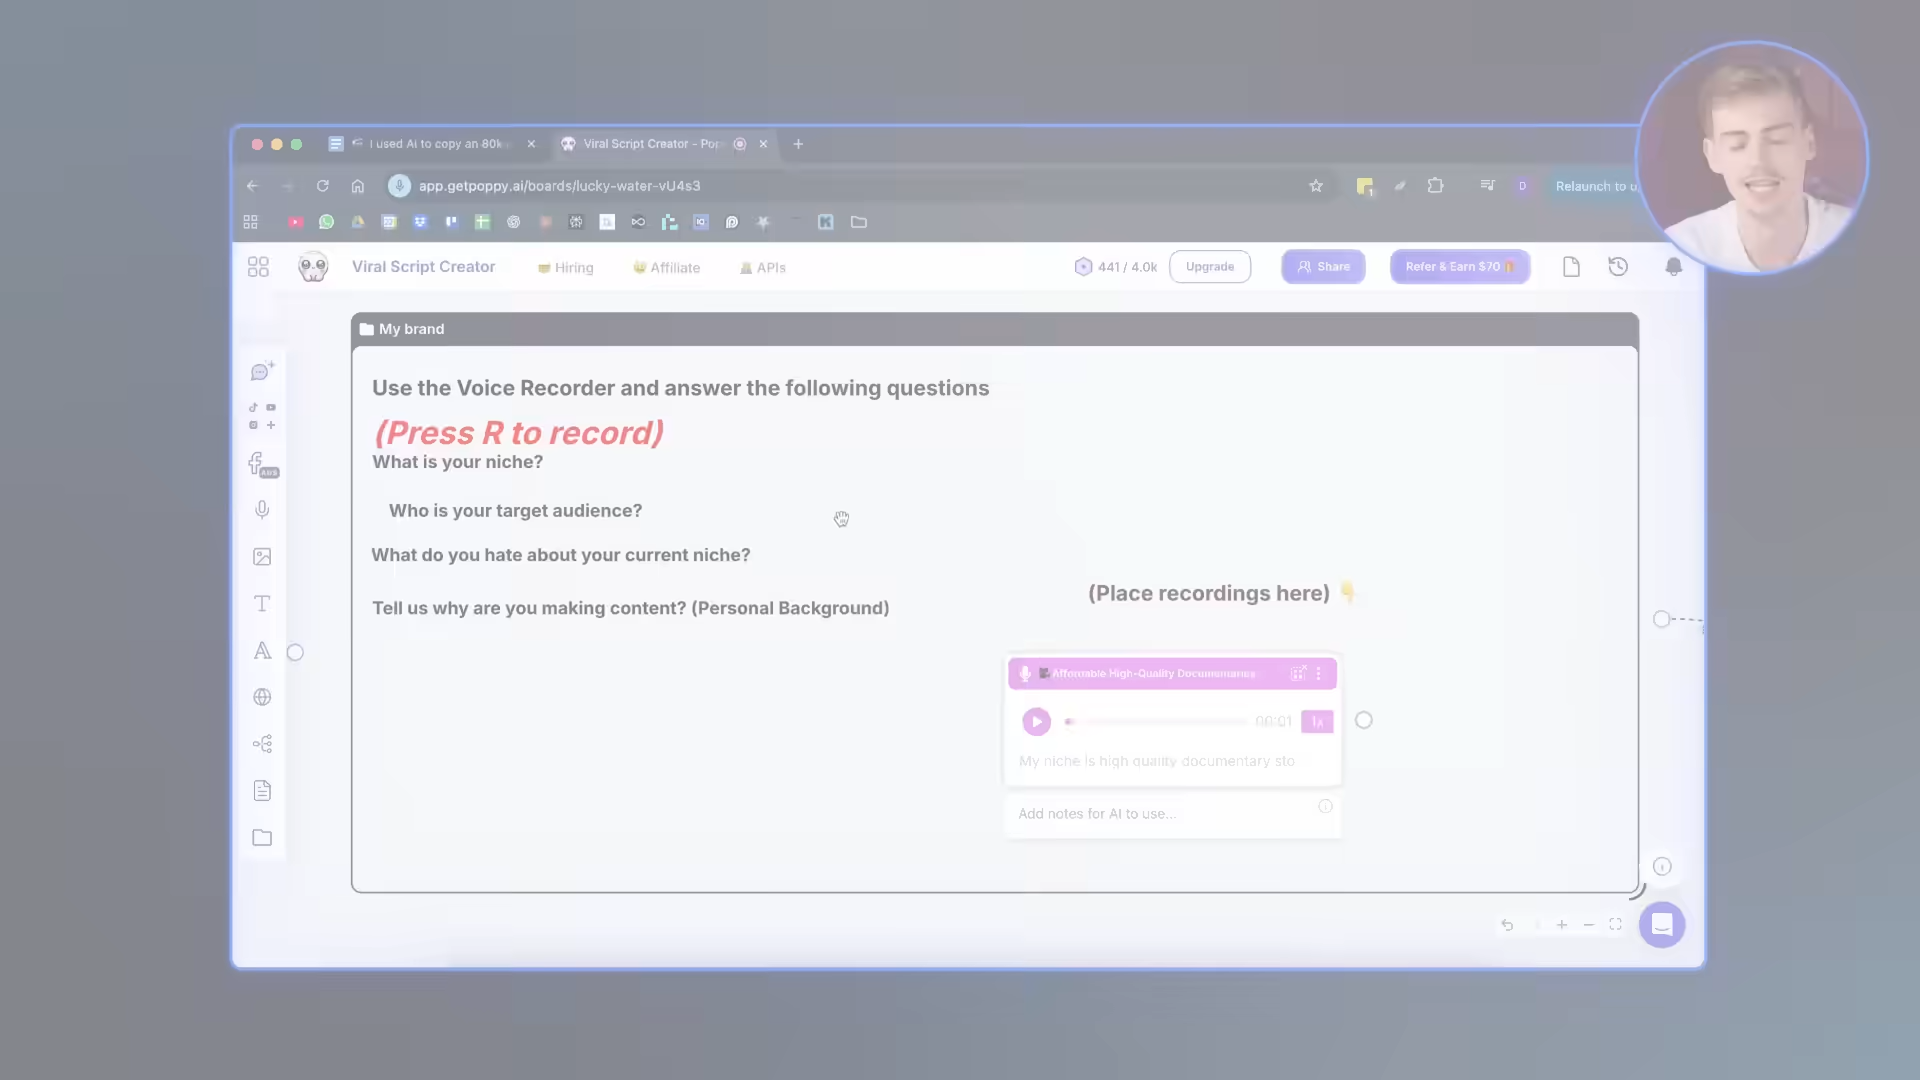 I used AI to copy an 80k
Viral Script Creator - Pop
app.getpoppy.ai/boards/lucky-water-vU4s3
D
Relaunch to u
Viral Script Creator
Hiring
Affiliate
APIs
441 / 4.0k
Upgrade
Share
Refer & Earn $70
My brand
Use the Voice Recorder and answer the following questions
(Press R to record)
What is your niche?
ADS
Who is your target audience?
What do you hate about your current niche?
(Place recordings here)
Tell us why are you making content? (Personal Background)
Affordable High-Quality Documentaries
00:01
1x
My niche is high quality documentary sto
Add notes for AI to use...